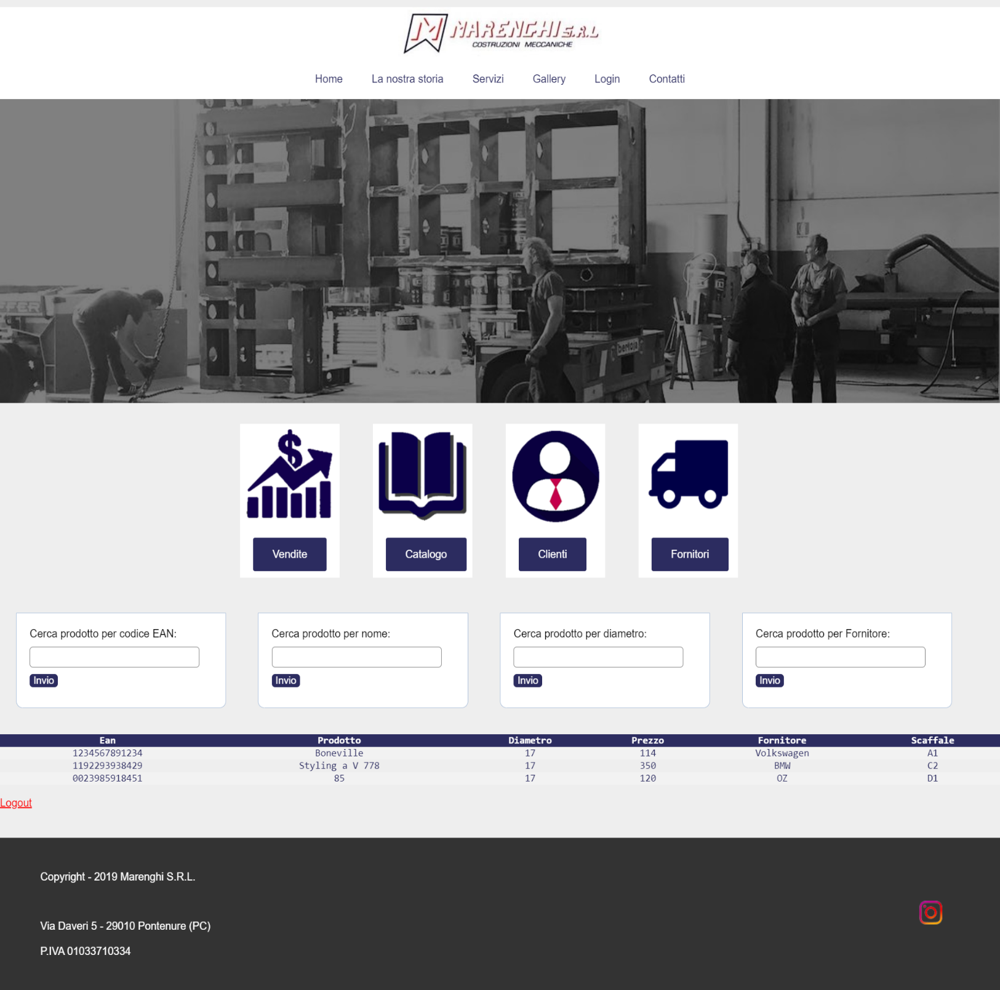 MARENGHI S.R.L
COSTRUZIONI MECCANICHE
Home La nostra storia Servizi Gallery Login Contatti
bertoja
Vendite Catalogo Clienti Fornitori
Cerca prodotto per codice EAN: Cerca prodotto per nome: Cerca prodotto per diametro: Cerca prodotto per Fornitore:
Invio Invio Invio Invio
Ean Prodotto Diametro Prezzo Fornitore Scaffale
1234567891234 Boneville 17 114 Volkswagen A1
1192293938429 Styling a V 778 17 350 BMW C2
0023985918451 85 17 120 OZ D1
Logout
Copyright - 2019 Marenghi S.R.L.
Via Daveri 5 - 29010 Pontenure (PC)
P.IVA 01033710334